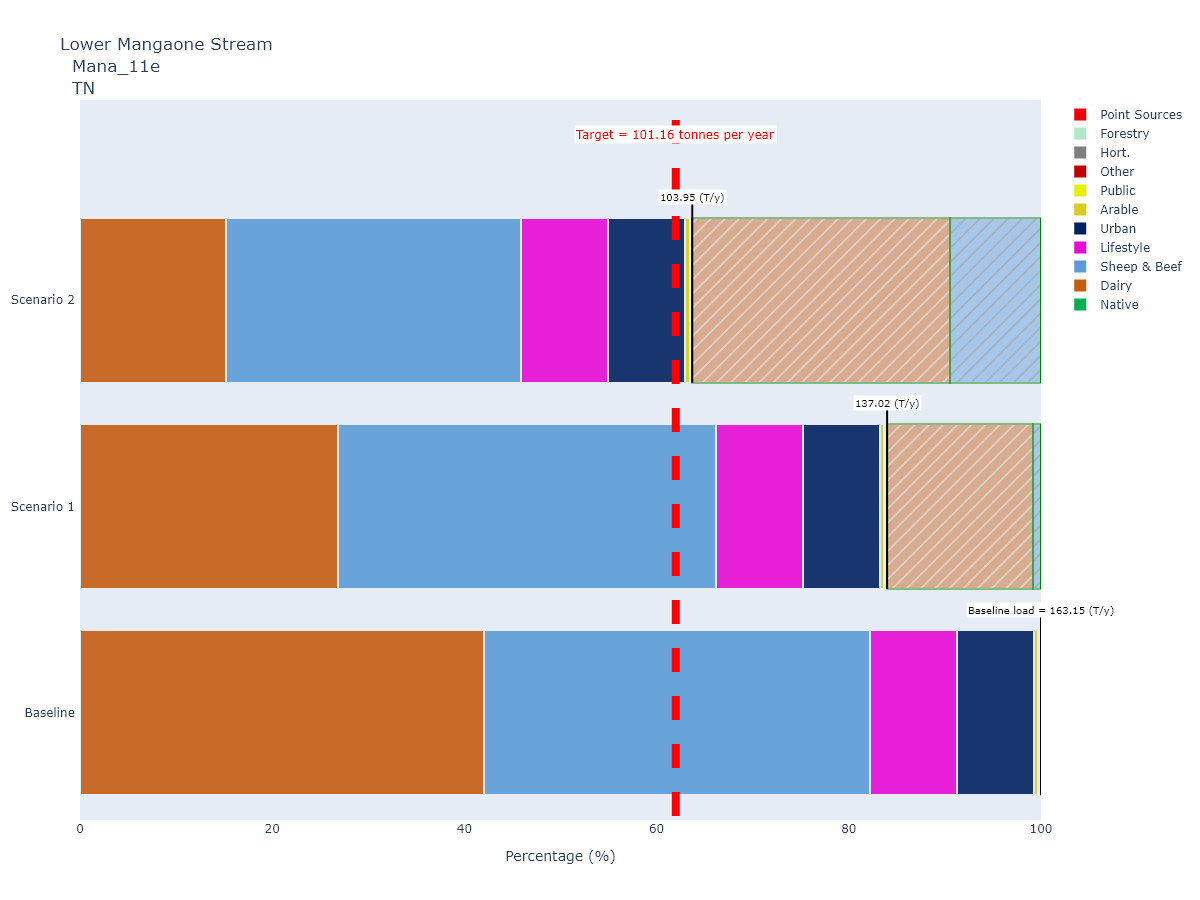 Lower Mangaone Stream
Mana_11e
TN
Target = 101.16 tonnes per year
103.95 (T/y)
Scenario 2
137.02 (T/y)
Scenario 1
Baseline load = 163.15 (T/y)
Baseline
0 20 40 60 80 100
Percentage (%)
Point Sources
Forestry
Hort.
Other
Public
Arable
Urban
Lifestyle
Sheep & Beef
Dairy
Native